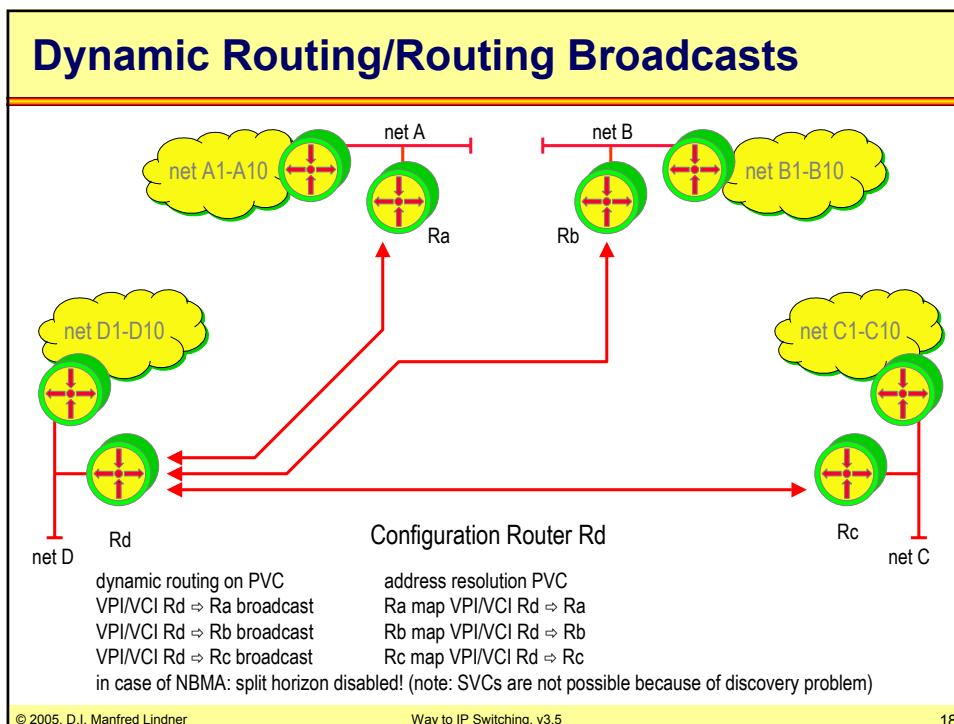 Dynamic Routing/Routing Broadcasts
net A
net B
net A1-A10
net B1-B10
Ra
Rb
net D1-D10
net C1-C10
Rd
Rc
net D
net C
Configuration Router Rd
dynamic routing on PVC
VPI/VCI Rd ⇨ Ra broadcast
VPI/VCI Rd ⇨ Rb broadcast
VPI/VCI Rd ⇨ Rc broadcast
address resolution PVC
Ra map VPI/VCI Rd ⇨ Ra
Rb map VPI/VCI Rd ⇨ Rb
Rc map VPI/VCI Rd ⇨ Rc
in case of NBMA: split horizon disabled! (note: SVCs are not possible because of discovery problem)
© 2005, D.I. Manfred Lindner
Way to IP Switching, v3.5
18